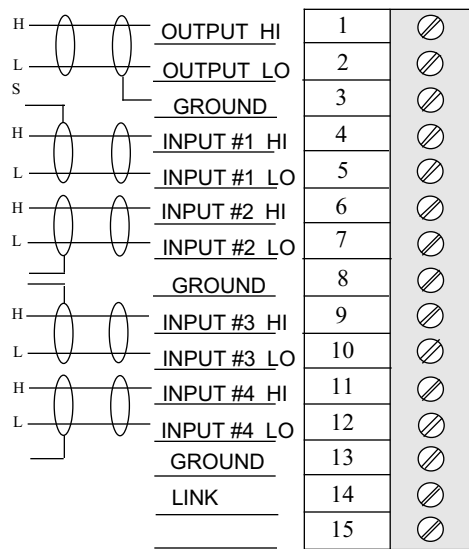 H OUTPUT HI 1
L OUTPUT LO 2
S GROUND 3
H INPUT #1 HI 4
L INPUT #1 LO 5
H INPUT #2 HI 6
L INPUT #2 LO 7
GROUND 8
H INPUT #3 HI 9
L INPUT #3 LO 10
H INPUT #4 HI 11
L INPUT #4 LO 12
GROUND 13
LINK 14
15